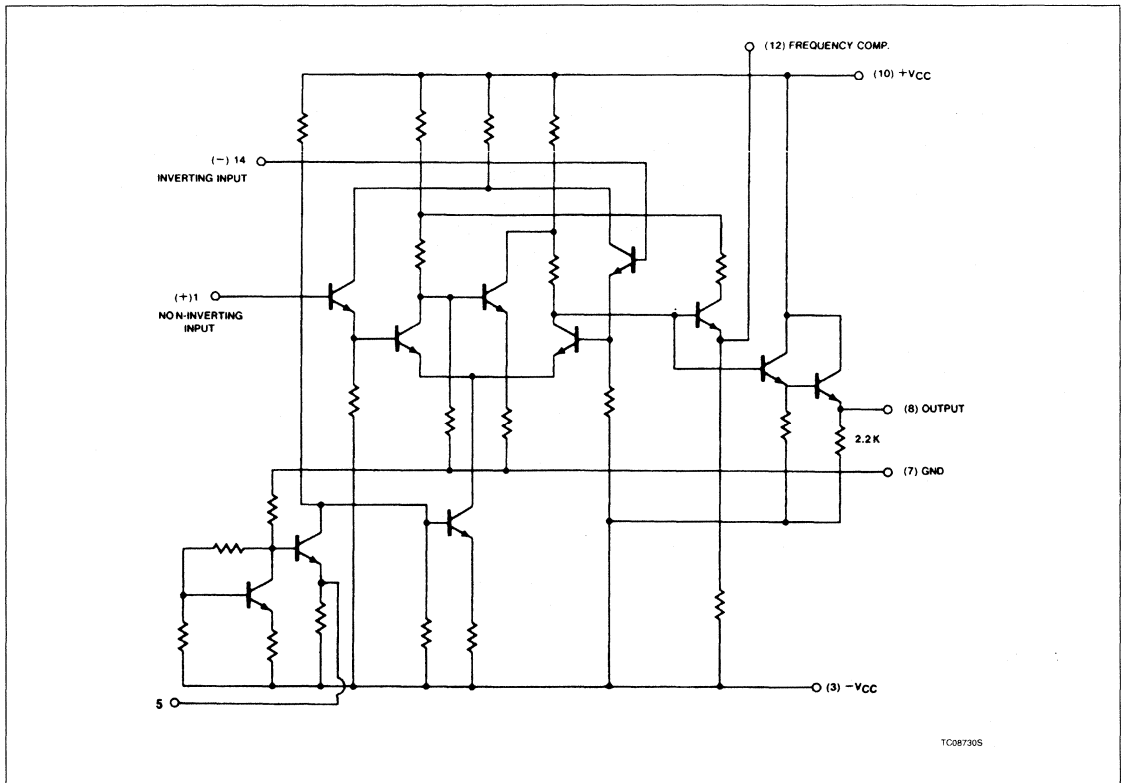 (12) FREQUENCY COMP.
(10) +VCC
(−) 14
INVERTING INPUT
(+)1
NON-INVERTING
INPUT
(8) OUTPUT
2.2 K
(7) GND
(3) −VCC
5
TC08730S